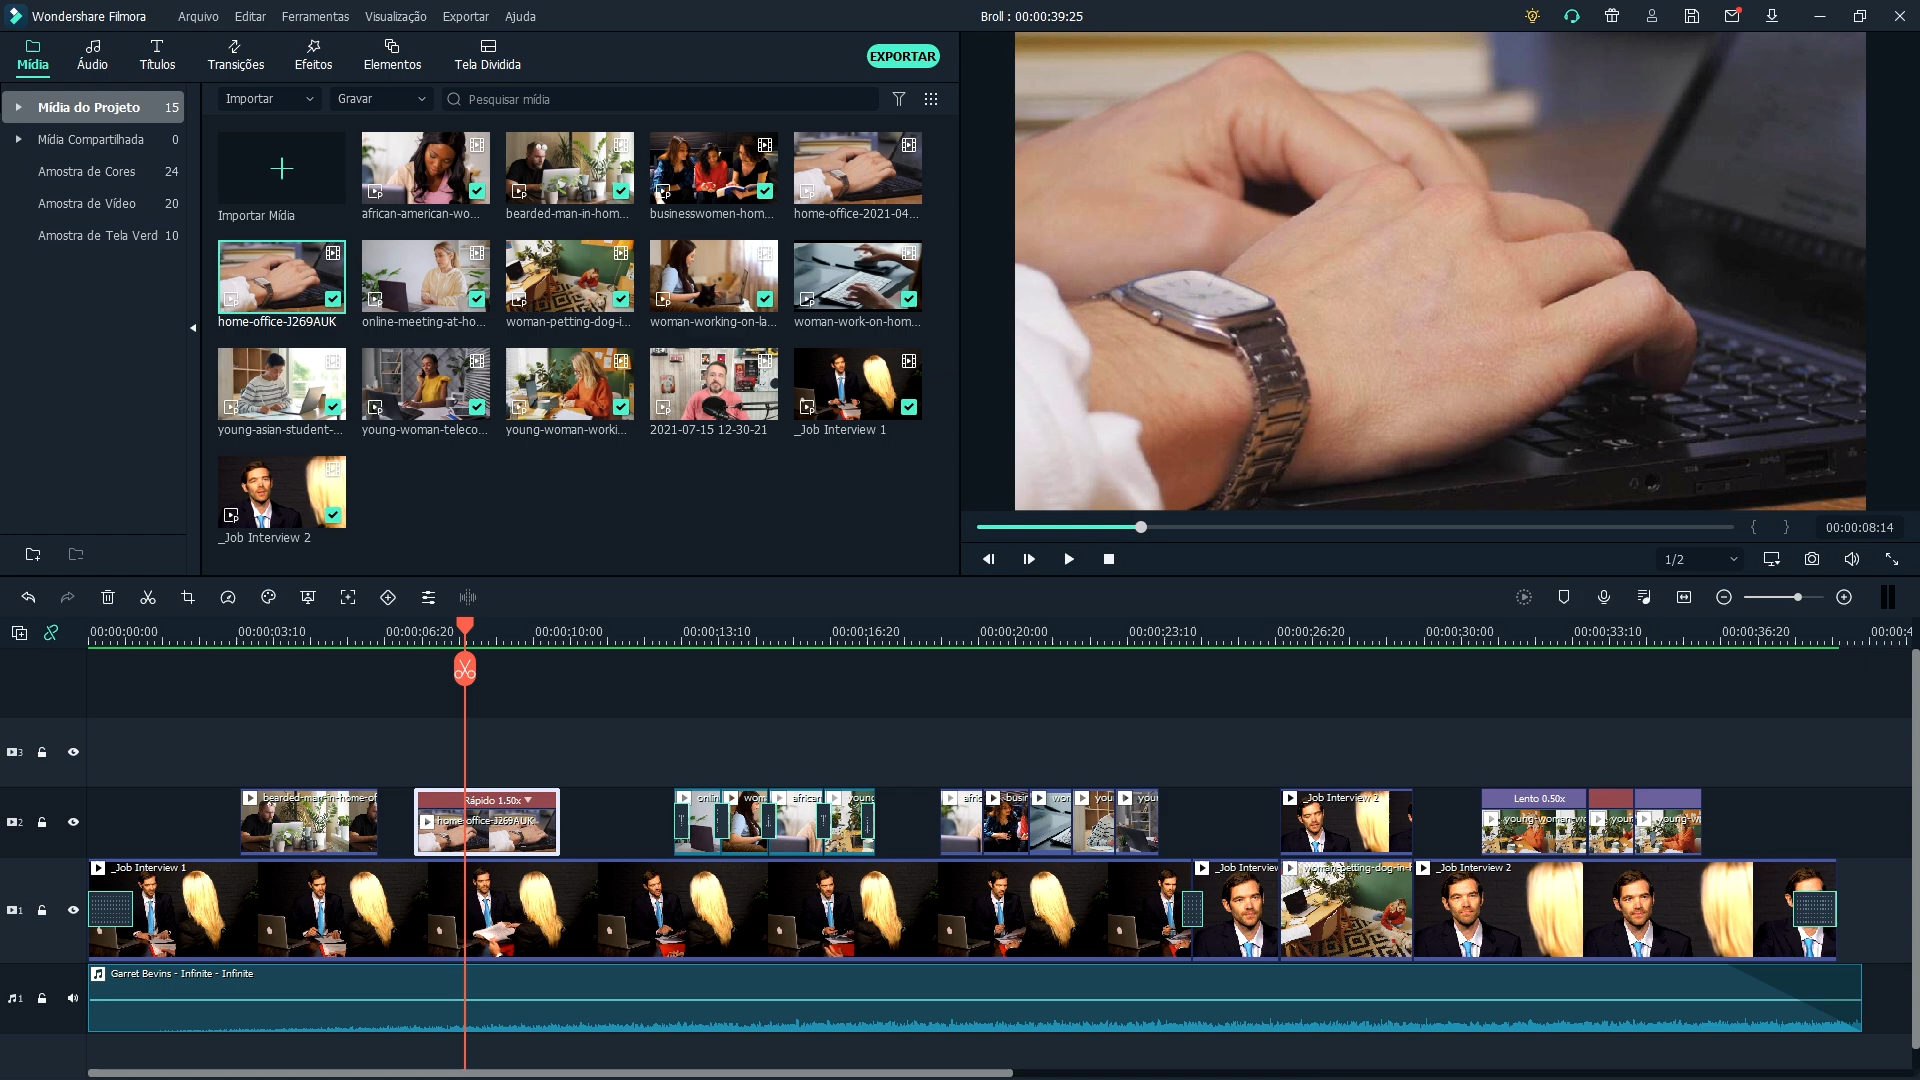 Wondershare Filmora
Arquivo Editar Ferramentas Visualização Exportar Ajuda
Broll : 00:00:39:25
Mídia Áudio Títulos Transições Efeitos Elementos Tela Dividida
EXPORTAR
Mídia do Projeto 15
Mídia Compartilhada 0
Amostra de Cores 24
Amostra de Vídeo 20
Amostra de Tela Verd 10
Importar Gravar Pesquisar mídia
Importar Mídia african-american-wo... bearded-man-in-hom... businesswomen-hom... home-office-2021-04...
home-office-J269AUK online-meeting-at-ho... woman-petting-dog-i... woman-working-on-la... woman-work-on-hom...
young-asian-student-... young-woman-teleco... young-woman-worki... 2021-07-15 12-30-21 _Job Interview 1
_Job Interview 2
{ } 00:00:08:14
1/2
00:00:00:00 00:00:03:10 00:00:06:20 00:00:10:00 00:00:13:10 00:00:16:20 00:00:20:00 00:00:23:10 00:00:26:20 00:00:30:00 00:00:33:10 00:00:36:20 00:00:4
3
2
bearded-man-in-home-of
Rápido 1.50x
home-office-J269AUK
onlin wom african young
afric busin wor you your
_Job Interview 2
Lento 0.50x
young-woman-wo your young-w
1
_Job Interview 1 _Job Interview woman-petting-dog-in-h _Job Interview 2
1
Garret Bevins - Infinite - Infinite